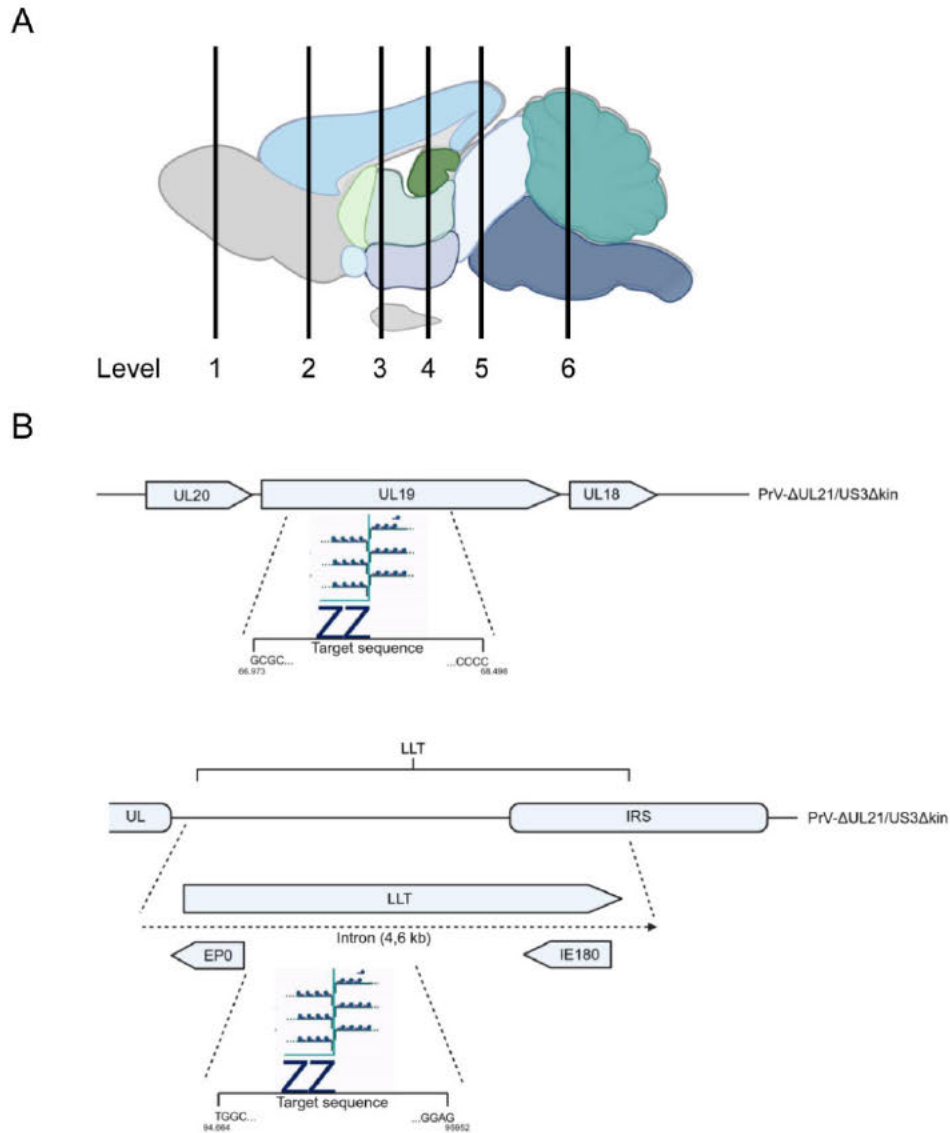 A
Level 1 2 3 4 5 6
B
UL20 UL19 UL18 PrV-ΔUL21/US3Δkin
ZZ
Target sequence
GCGC... ...CCCC
66.973 68.498
LLT
UL IRS PrV-ΔUL21/US3Δkin
LLT
Intron (4,6 kb)
EP0 IE180
ZZ
Target sequence
TGGC... ...GGAG
94.664 95952